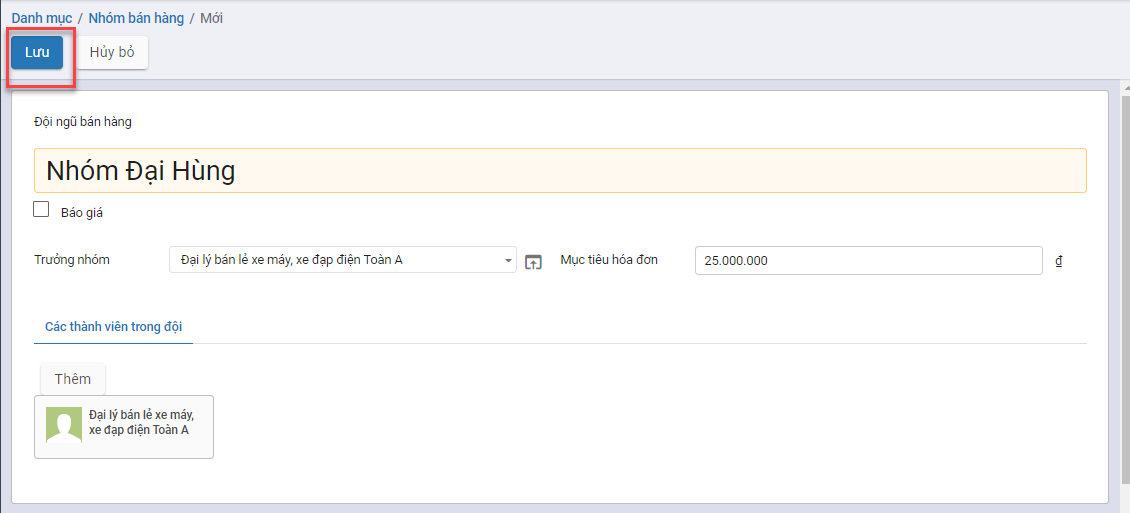 Danh mục / Nhóm bán hàng / Mới
Lưu Hủy bỏ
Đội ngũ bán hàng
Nhóm Đại Hùng
Báo giá
Trưởng nhóm Đại lý bán lẻ xe máy, xe đạp điện Toàn A Mục tiêu hóa đơn 25.000.000 ₫
Các thành viên trong đội
Thêm
Đại lý bán lẻ xe máy,
xe đạp điện Toàn A